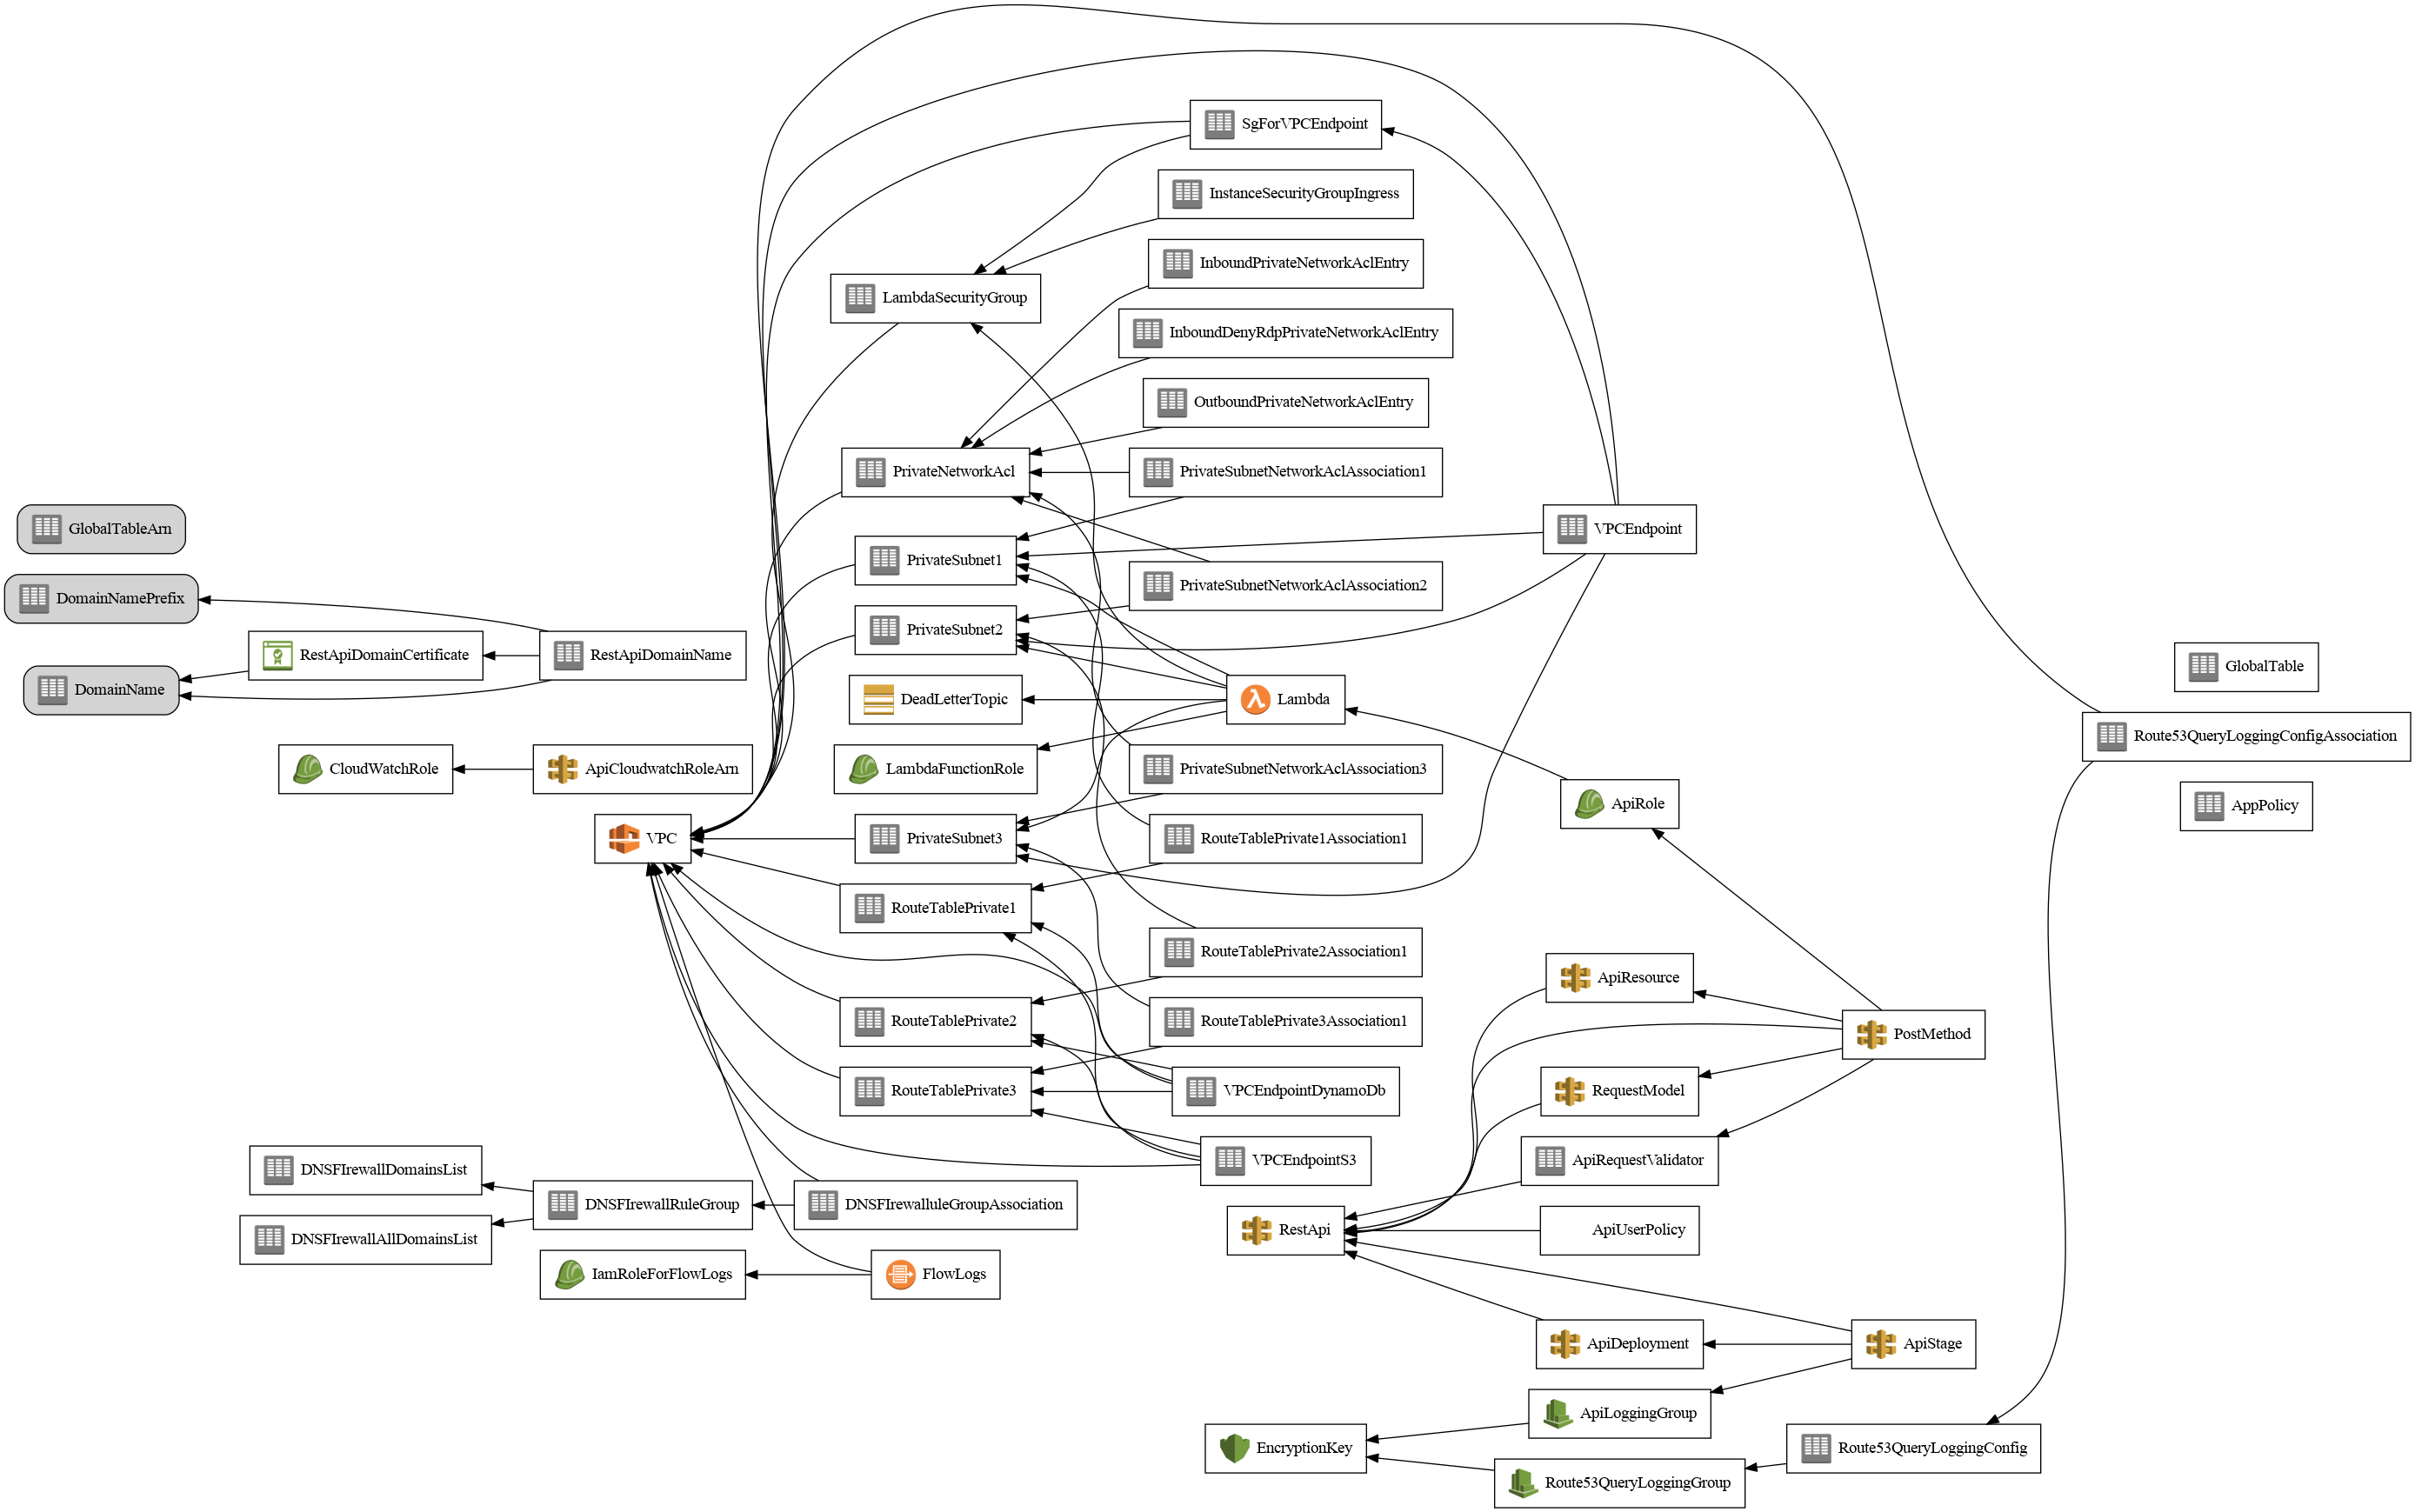 SgForVPCEndpoint
InstanceSecurityGroupIngress
InboundPrivateNetworkAclEntry
LambdaSecurityGroup
InboundDenyRdpPrivateNetworkAclEntry
OutboundPrivateNetworkAclEntry
PrivateNetworkAcl
PrivateSubnetNetworkAclAssociation1
GlobalTableArn
VPCEndpoint
PrivateSubnet1
PrivateSubnetNetworkAclAssociation2
DomainNamePrefix
PrivateSubnet2
RestApiDomainCertificate
RestApiDomainName
GlobalTable
DomainName
DeadLetterTopic
Lambda
Route53QueryLoggingConfigAssociation
CloudWatchRole
ApiCloudwatchRoleArn
LambdaFunctionRole
PrivateSubnetNetworkAclAssociation3
ApiRole
AppPolicy
VPC
PrivateSubnet3
RouteTablePrivate1Association1
RouteTablePrivate1
RouteTablePrivate2Association1
ApiResource
RouteTablePrivate2
RouteTablePrivate3Association1
PostMethod
RouteTablePrivate3
VPCEndpointDynamoDb
RequestModel
DNSFIrewallDomainsList
VPCEndpointS3
ApiRequestValidator
DNSFIrewallRuleGroup
DNSFIrewalluleGroupAssociation
DNSFIrewallAllDomainsList
RestApi
ApiUserPolicy
IamRoleForFlowLogs
FlowLogs
ApiDeployment
ApiStage
ApiLoggingGroup
EncryptionKey
Route53QueryLoggingConfig
Route53QueryLoggingGroup